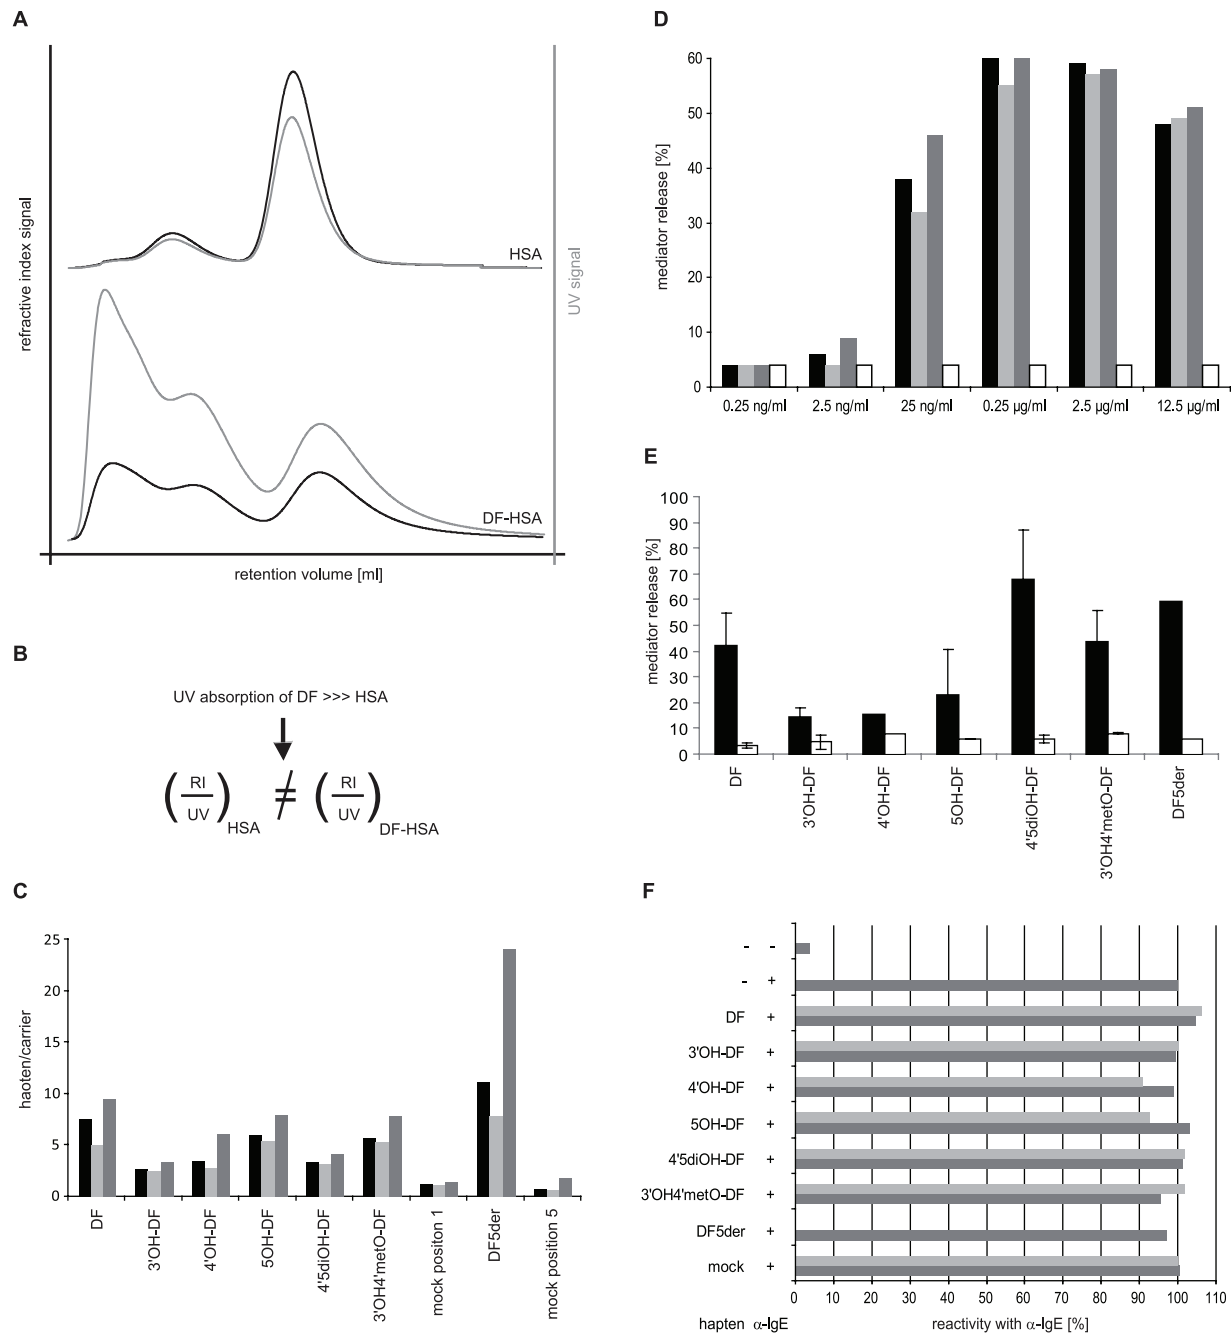 A
refractive index signal
UV signal
HSA
DF-HSA
retention volume [ml]
B
UV absorption of DF >>> HSA
( RI / UV ) HSA ≠ ( RI / UV ) DF-HSA
C
haoten/carrier
25
20
15
10
5
0
DF
3'OH-DF
4'OH-DF
5OH-DF
4'5diOH-DF
3'OH4'metO-DF
mock positon 1
DF5der
mock position 5
D
mediator release [%]
60
50
40
30
20
10
0
0.25 ng/ml
2.5 ng/ml
25 ng/ml
0.25 µg/ml
2.5 µg/ml
12.5 µg/ml
E
mediator release [%]
100
90
80
70
60
50
40
30
20
10
0
DF
3'OH-DF
4'OH-DF
5OH-DF
4'5diOH-DF
3'OH4'metO-DF
DF5der
F
- -
- +
DF +
3'OH-DF +
4'OH-DF +
5OH-DF +
4'5diOH-DF +
3'OH4'metO-DF +
DF5der +
mock +
0 10 20 30 40 50 60 70 80 90 100 110
hapten α-IgE reactivity with α-IgE [%]